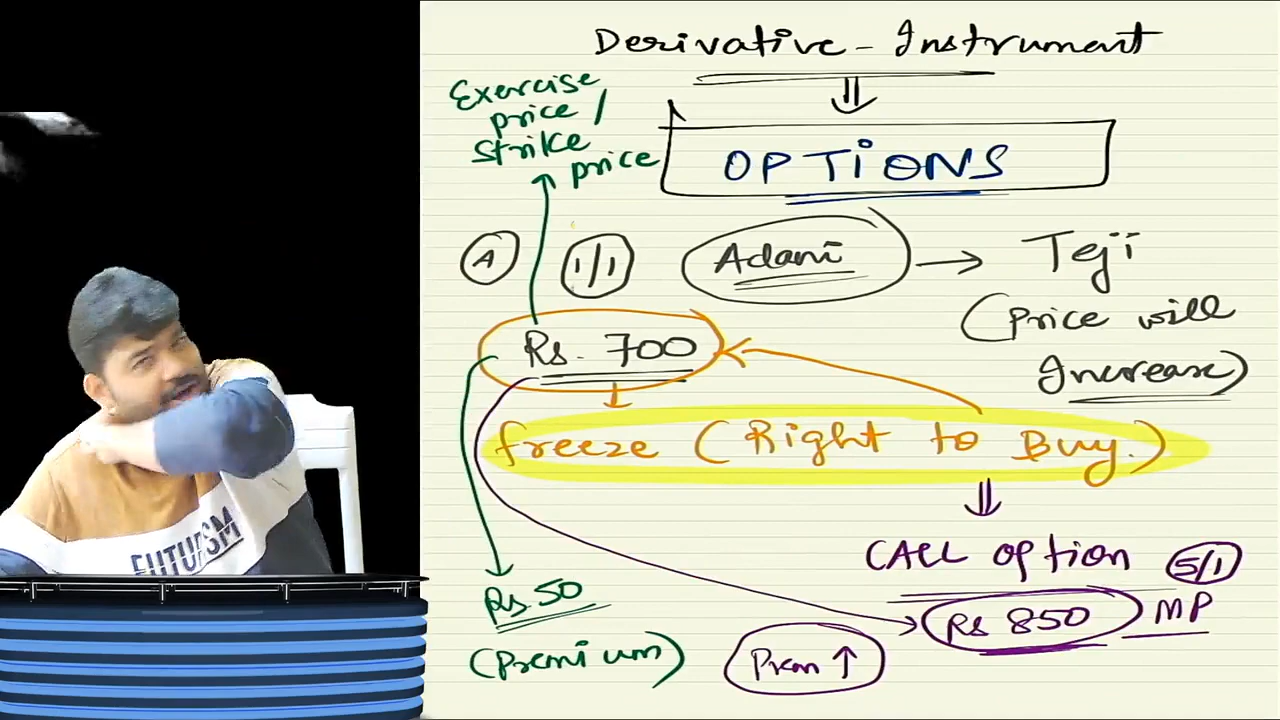 Derivative - Instrument
Exercise
price /
Strike
price
OPTIONS
A
1/1
Adani
Teji
(Price will
Increase)
Rs. 700
freeze (Right to Buy.)
CALL option
5/1
Rs. 50
Rs 850
MP
(Premium)
Prem ↑
FUTURISM